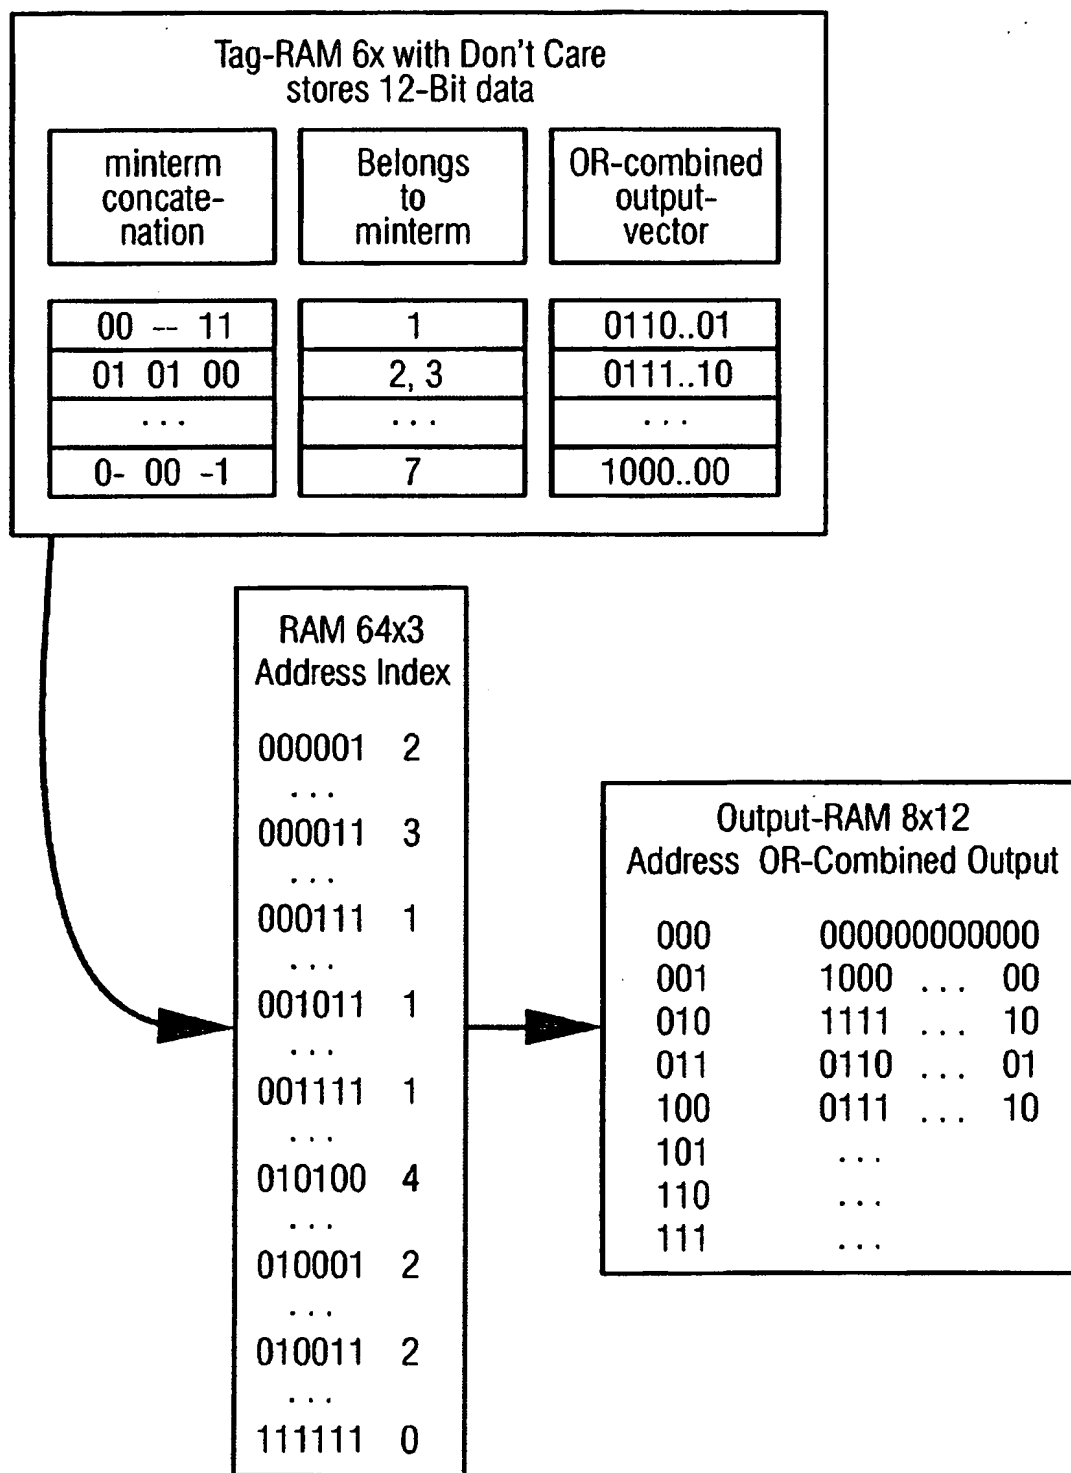 Tag-RAM 6x with Don't Care
stores 12-Bit data
minterm
concate-
nation
Belongs
to
minterm
OR-combined
output-
vector
00 -- 11 1 0110..01
01 01 00 2, 3 0111..10
... ... ...
0- 00 -1 7 1000..00
RAM 64x3
Address Index
000001 2
...
000011 3
...
000111 1
...
001011 1
...
001111 1
...
010100 4
...
010001 2
...
010011 2
...
111111 0
Output-RAM 8x12
Address OR-Combined Output
000 000000000000
001 1000 ... 00
010 1111 ... 10
011 0110 ... 01
100 0111 ... 10
101 ...
110 ...
111 ...